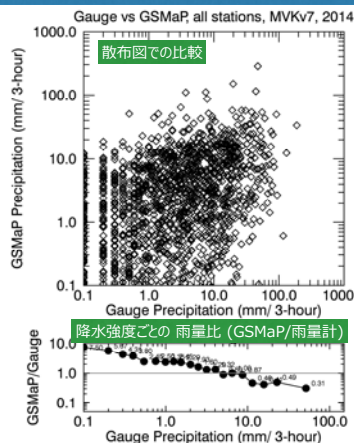 Gauge vs GSMaP, all stations, MVKv7, 2014
散布図での比較
GSMaP Precipitation (mm/ 3-hour)
1000.0
100.0
10.0
1.0
0.1
0.1 1.0 10.0 100.0 1000
Gauge Precipitation (mm/ 3-hour)
降水強度ごとの 雨量比 (GSMaP/雨量計)
GSMaP/Gauge
10.0
1.0
0.1
0.87
0.49
0.31
0.1 1.0 10.0 100.0
Gauge Precipitation (mm/ 3-hour)